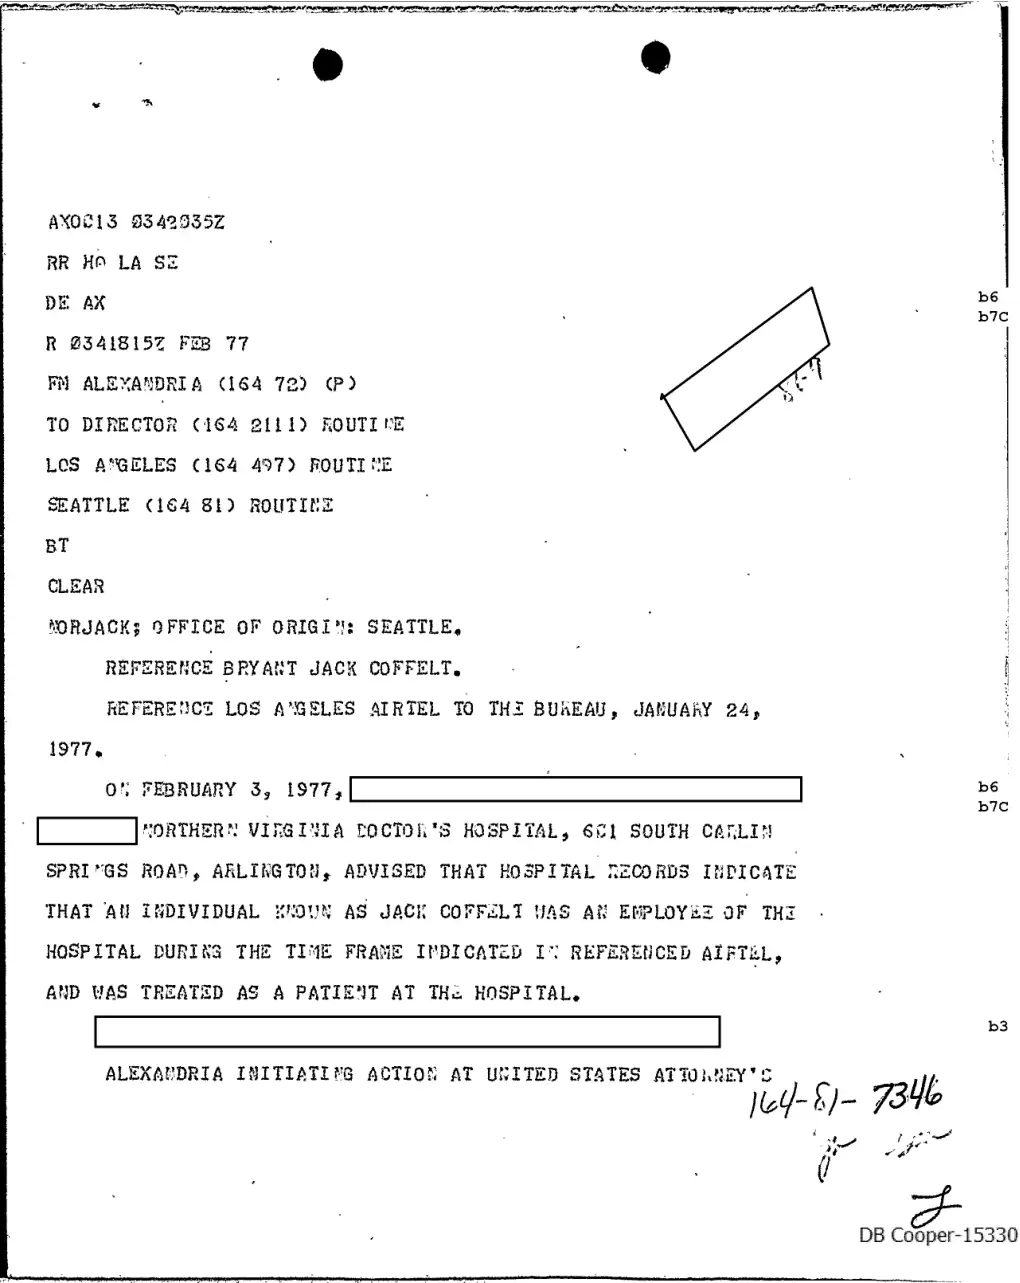 AX0013 0342035Z
RR HQ LA SE
DE AX
R 0341815Z FEB 77
FM ALEXANDRIA (164 72) (P)
TO DIRECTOR (164 2111) ROUTINE
LOS ANGELES (164 497) ROUTINE
SEATTLE (164 81) ROUTINE
BT
CLEAR
NORJACK; OFFICE OF ORIGIN: SEATTLE.
REFERENCE BRYANT JACK COFFELT.
REFERENCE LOS ANGELES AIRTEL TO THE BUREAU, JANUARY 24,
1977.
ON FEBRUARY 3, 1977,
NORTHERN VIRGINIA DOCTOR'S HOSPITAL, 601 SOUTH CARLIN
SPRINGS ROAD, ARLINGTON, ADVISED THAT HOSPITAL RECORDS INDICATE
THAT AN INDIVIDUAL KNOWN AS JACK COFFELT WAS AN EMPLOYEE OF THE
HOSPITAL DURING THE TIME FRAME INDICATED IN REFERENCED AIRTEL,
AND WAS TREATED AS A PATIENT AT THE HOSPITAL.
ALEXANDRIA INITIATING ACTION AT UNITED STATES ATTORNEY'S
b6
b7C
b6
b7C
b3
164-81-7346
DB Cooper-15330